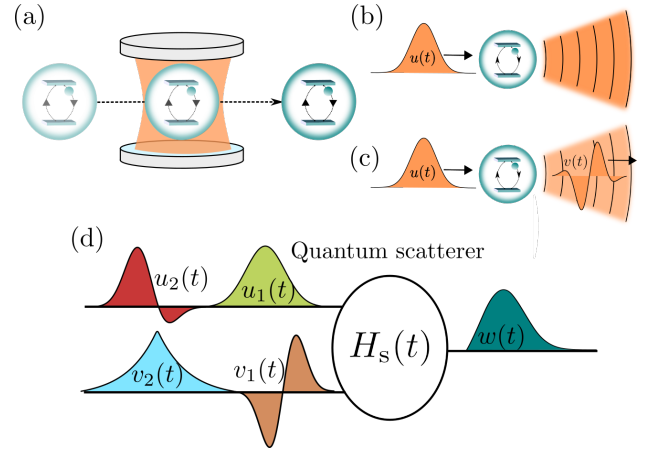 (a)
(b)
u(t)
(c)
u(t)
v(t)
(d)
Quantum scatterer
u₂(t)
u₁(t)
v₂(t)
v₁(t)
Hₛ(t)
w(t)